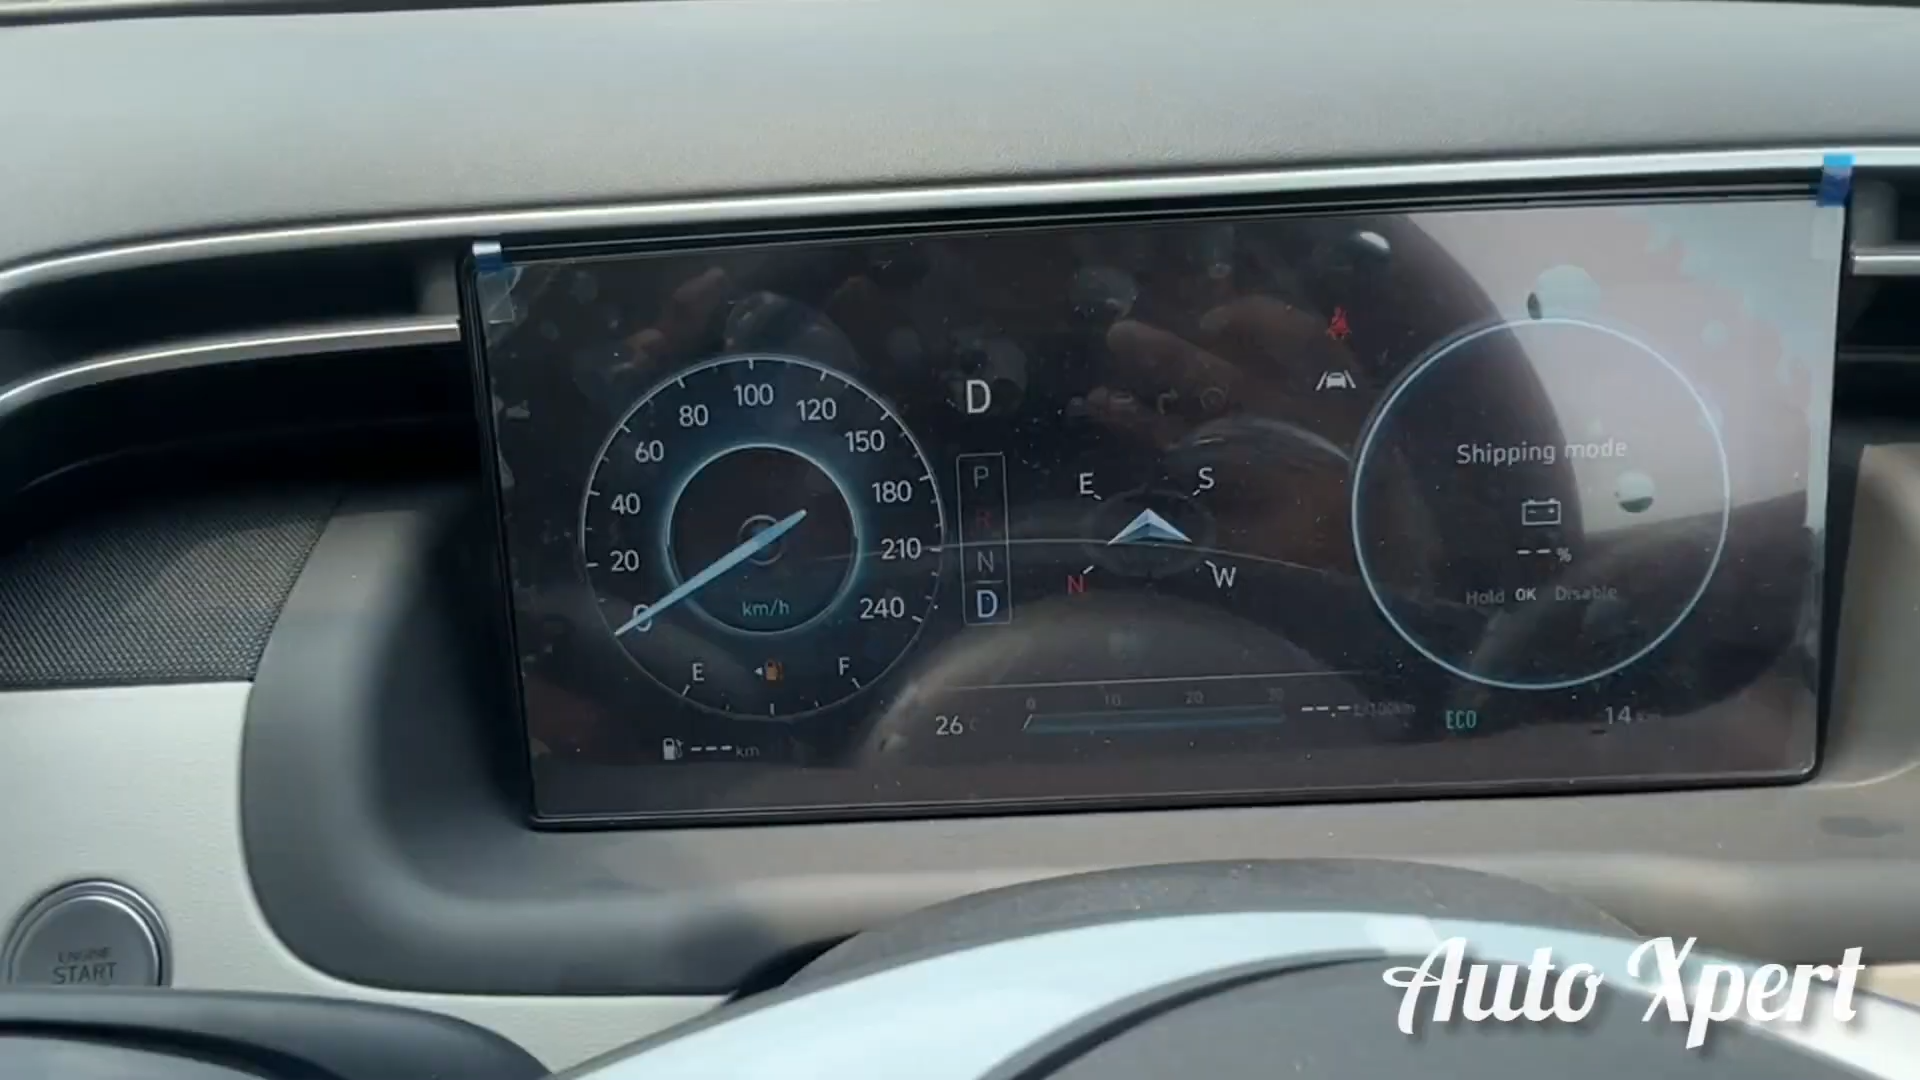 100
80
120
60
150
40
180
20
210
0
240
km/h
E
F
---km
D
P
R
N
D
E
S
N
W
0 10 20 30
26
--.- L/100km
Shipping mode
--%
Hold OK Disable
ECO
14 km
ENGINE
START
Auto Xpert